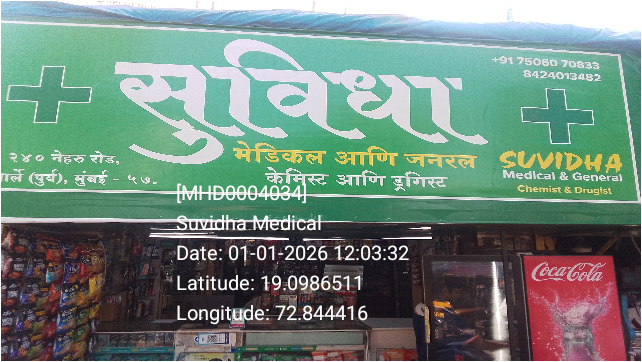 सुविधा
+91 75060 70833
8424013482
मेडिकल आणि जनरल
केमिस्ट आणि ड्रगिस्ट
२४० नेहरु रोड,
पार्ले (पुर्व), मुंबई - ५७.
SUVIDHA
Medical & General
Chemist & Drugist
[MHD0004034]
Suvidha Medical
Date: 01-01-2026 12:03:32
Latitude: 19.0986511
Longitude: 72.844416
Coca-Cola